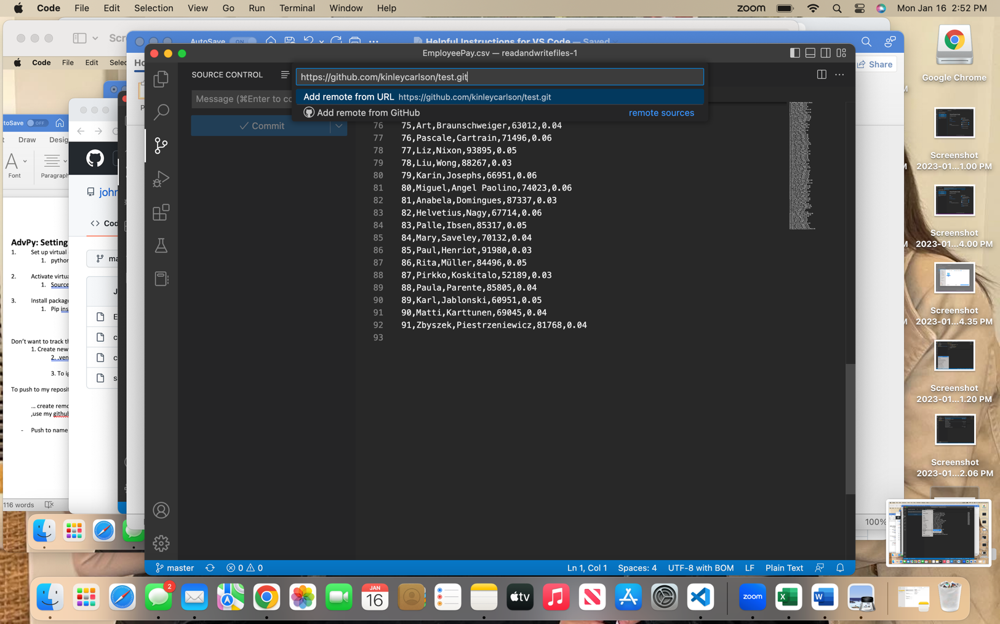 Code File Edit Selection View Go Run Terminal Window Help
zoom
Mon Jan 16 2:52 PM
Scr
AutoSave ON
Helpful Instructions for VS Code — Saved
Code File Edit Selec
Ho
Share
EmployeePay.csv — readandwritefiles-1
SOURCE CONTROL
https://github.com/kinleycarlson/test.git
Message (⌘Enter to co
Add remote from URL https://github.com/kinleycarlson/test.git
Add remote from GitHub
remote sources
Commit
76 75,Art,Braunschweiger,63012,0.04
77 76,Pascale,Cartrain,71496,0.06
78 77,Liz,Nixon,93895,0.05
79 78,Liu,Wong,88267,0.03
80 79,Karin,Josephs,66951,0.06
81 80,Miguel,Angel Paolino,74023,0.06
82 81,Anabela,Domingues,87337,0.03
83 82,Helvetius,Nagy,67714,0.06
84 83,Palle,Ibsen,85317,0.05
85 84,Mary,Saveley,70132,0.04
86 85,Paul,Henriot,91980,0.03
87 86,Rita,Müller,84496,0.05
88 87,Pirkko,Koskitalo,52189,0.03
89 88,Paula,Parente,85805,0.04
90 89,Karl,Jablonski,60951,0.05
91 90,Matti,Karttunen,69045,0.04
92 91,Zbyszek,Piestrzeniewicz,81768,0.04
93
master
0 0
Ln 1, Col 1
Spaces: 4
UTF-8 with BOM
LF
Plain Text
toSave OFF
t Draw Desig
Font
Paragraph
john
<> Cod
ma
AdvPy: Setting
1. Set up virtual
1. python
2. Activate virtua
1. Source
3. Install package
1. Pip ins
Don't want to track th
1. Create new
2. .ven
3. To ig
To push to my reposit
... create remo
,use my github
- Push to name
116 words
100%
Google Chrome
Screenshot
2023-01...1.00 PM
Screenshot
2023-01...4.00 PM
Screenshot
2023-01...4.35 PM
Screenshot
2023-01...1.20 PM
Screenshot
2023-01...2.06 PM
2
JAN
16
tv
zoom